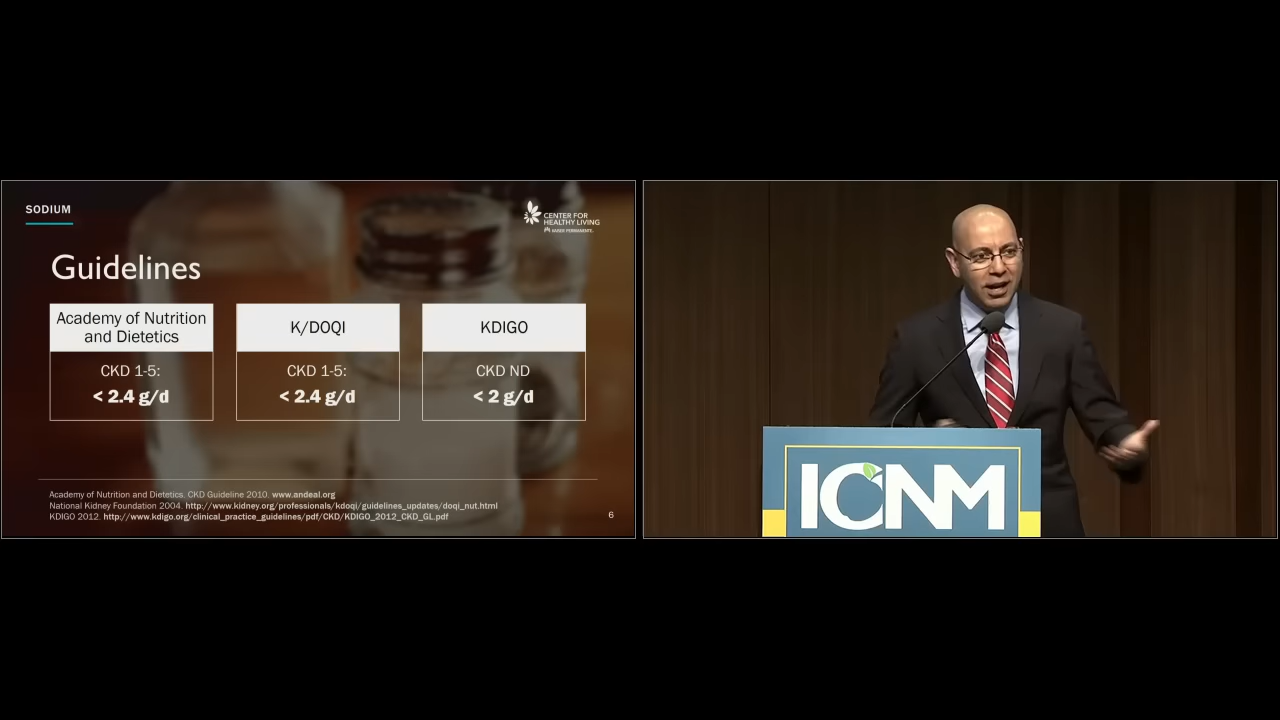 SODIUM
CENTER FOR
HEALTHY LIVING
KAISER PERMANENTE.
Guidelines
Academy of Nutrition
and Dietetics
CKD 1-5:
< 2.4 g/d
K/DOQI
CKD 1-5:
< 2.4 g/d
KDIGO
CKD ND
< 2 g/d
Academy of Nutrition and Dietetics. CKD Guideline 2010. www.andeal.org
National Kidney Foundation 2004. http://www.kidney.org/professionals/kdoqi/guidelines_updates/doqi_nut.html
KDIGO 2012. http://www.kdigo.org/clinical_practice_guidelines/pdf/CKD/KDIGO_2012_CKD_GL.pdf
6
ICNM